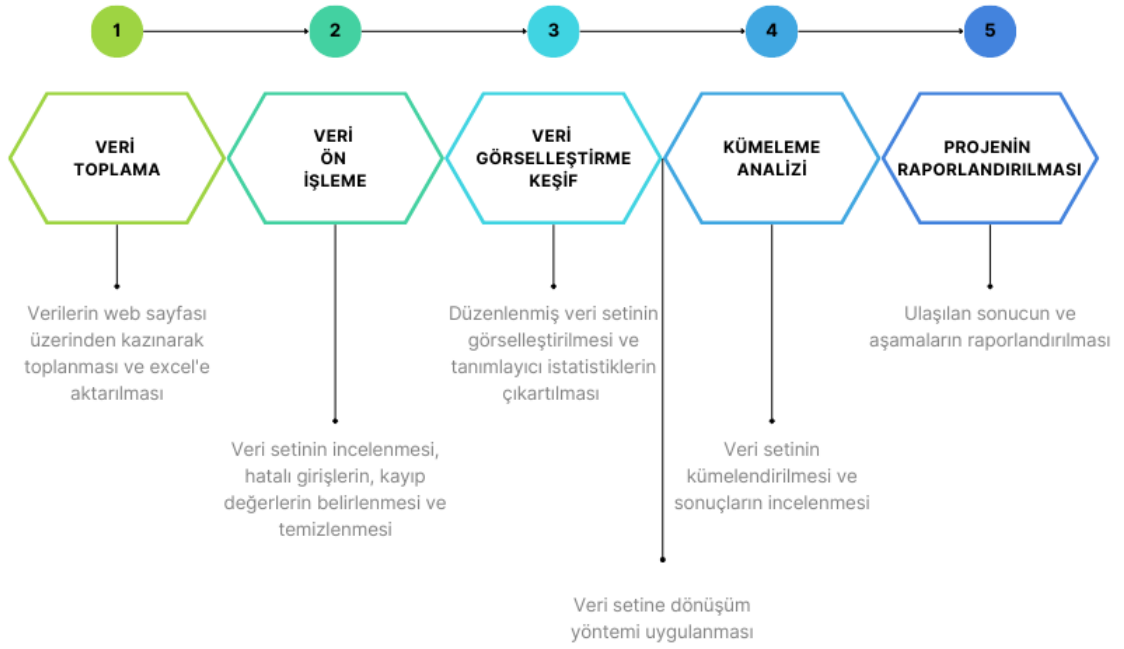 1
2
3
4
5
VERİ
TOPLAMA
VERİ
ÖN
İŞLEME
VERİ
GÖRSELLEŞTİRME
KEŞİF
KÜMELEME
ANALİZİ
PROJENİN
RAPORLANDIRILMASI
Verilerin web sayfası
üzerinden kazınarak
toplanması ve excel'e
aktarılması
Veri setinin incelenmesi,
hatalı girişlerin, kayıp
değerlerin belirlenmesi ve
temizlenmesi
Düzenlenmiş veri setinin
görselleştirilmesi ve
tanımlayıcı istatistiklerin
çıkartılması
Veri setine dönüşüm
yöntemi uygulanması
Veri setinin
kümelendirilmesi ve
sonuçların incelenmesi
Ulaşılan sonucun ve
aşamaların raporlandırılması